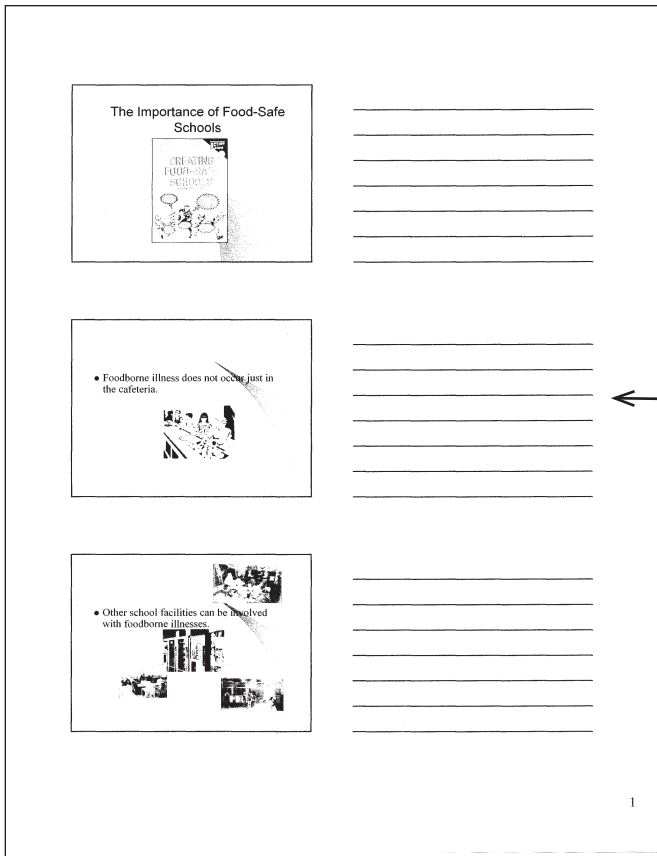 The Importance of Food-Safe
Schools
CREATING
FOOD-SAFE
SCHOOLS
• Foodborne illness does not occur just in
the cafeteria.
• Other school facilities can be involved
with foodborne illnesses.
1